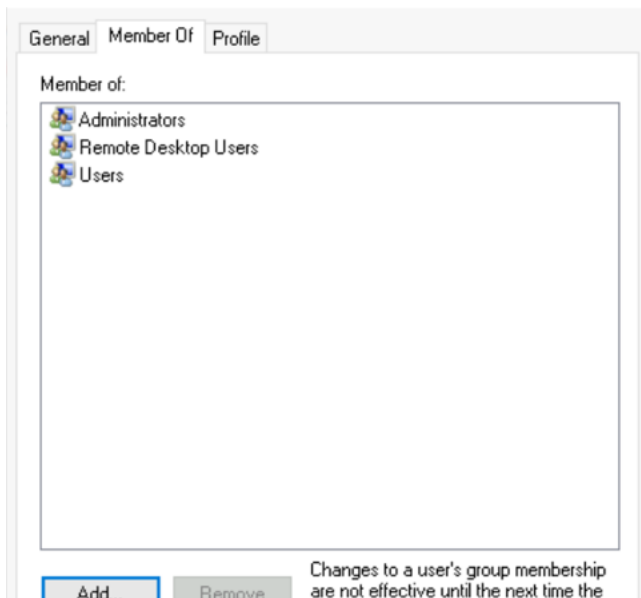 General Member Of Profile
Member of:
Administrators
Remote Desktop Users
Users
Changes to a user's group membership
Add... Remove are not effective until the next time the